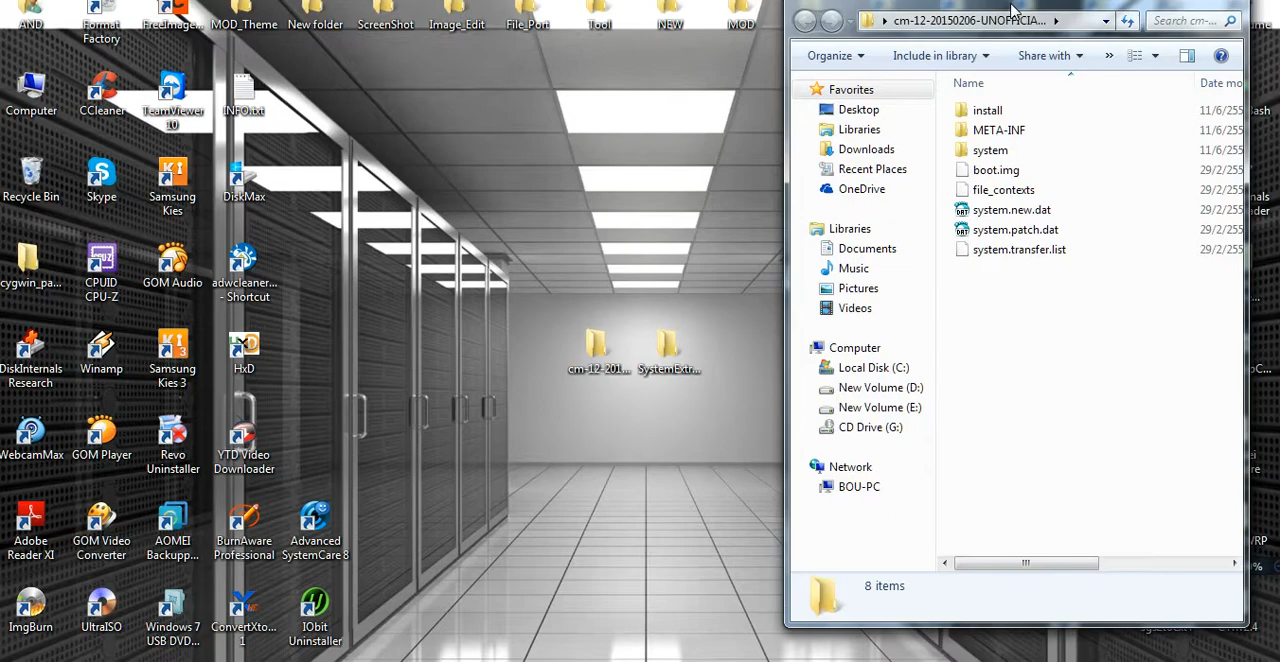 AND
Format
Factory
FreeImage...
MOD_Theme
New folder
ScreenShot
Image_Edit
File_Port
Tool
NEW
MOD
Computer
CCleaner
TeamViewer
10
INFO.txt
Recycle Bin
Skype
Samsung
Kies
DiskMax
cygwin_pa...
CPUID
CPU-Z
GOM Audio
adwcleaner...
- Shortcut
DiskInternals
Research
Winamp
Samsung
Kies 3
HxD
WebcamMax
GOM Player
Revo
Uninstaller
YTD Video
Downloader
Adobe
Reader XI
GOM Video
Converter
AOMEI
Backupp...
BurnAware
Professional
Advanced
SystemCare 8
ImgBurn
UltraISO
Windows 7
USB DVD...
ConvertXto...
1
IObit
Uninstaller
cm-12-201...
SystemExtr...
cm-12-20150206-UNOFFICIA...
Search cm-...
Organize
Include in library
Share with
»
Favorites
Desktop
Libraries
Downloads
Recent Places
OneDrive
Libraries
Documents
Music
Pictures
Videos
Computer
Local Disk (C:)
New Volume (D:)
New Volume (E:)
CD Drive (G:)
Network
BOU-PC
Name
Date mo
install 11/6/255
META-INF 11/6/255
system 11/6/255
boot.img 29/2/255
file_contexts 29/2/255
system.new.dat 29/2/255
system.patch.dat 29/2/255
system.transfer.list 29/2/255
8 items